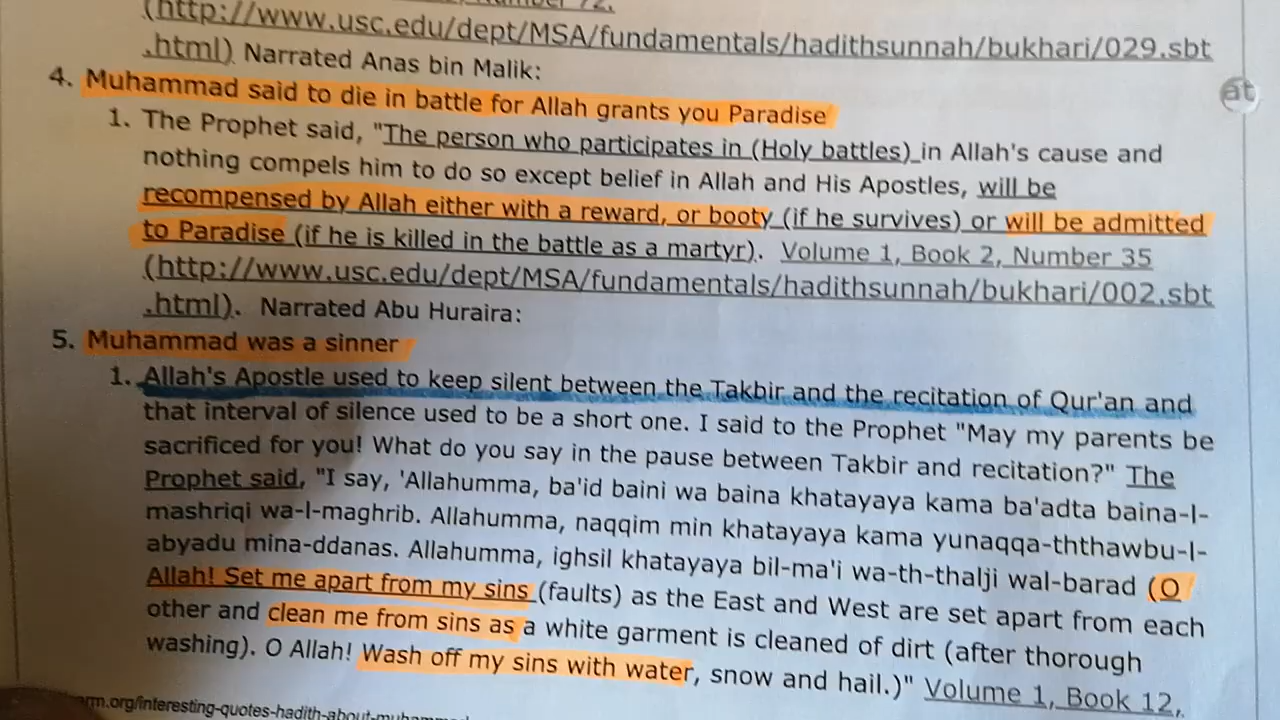 Number 72.
(http://www.usc.edu/dept/MSA/fundamentals/hadithsunnah/bukhari/029.sbt
.html) Narrated Anas bin Malik:
4. Muhammad said to die in battle for Allah grants you Paradise
at
1. The Prophet said, "The person who participates in (Holy battles) in Allah's cause and
nothing compels him to do so except belief in Allah and His Apostles, will be
recompensed by Allah either with a reward, or booty (if he survives) or will be admitted
to Paradise (if he is killed in the battle as a martyr). Volume 1, Book 2, Number 35
(http://www.usc.edu/dept/MSA/fundamentals/hadithsunnah/bukhari/002.sbt
.html). Narrated Abu Huraira:
5. Muhammad was a sinner
1. Allah's Apostle used to keep silent between the Takbir and the recitation of Qur'an and
that interval of silence used to be a short one. I said to the Prophet "May my parents be
sacrificed for you! What do you say in the pause between Takbir and recitation?" The
Prophet said, "I say, 'Allahumma, ba'id baini wa baina khatayaya kama ba'adta baina-l-
mashriqi wa-l-maghrib. Allahumma, naqqim min khatayaya kama yunaqqa-ththawbu-l-
abyadu mina-ddanas. Allahumma, ighsil khatayaya bil-ma'i wa-th-thalji wal-barad (O
Allah! Set me apart from my sins (faults) as the East and West are set apart from each
other and clean me from sins as a white garment is cleaned of dirt (after thorough
washing). O Allah! Wash off my sins with water, snow and hail.)" Volume 1, Book 12,
rm.org/interesting-quotes-hadith-about-muhammad